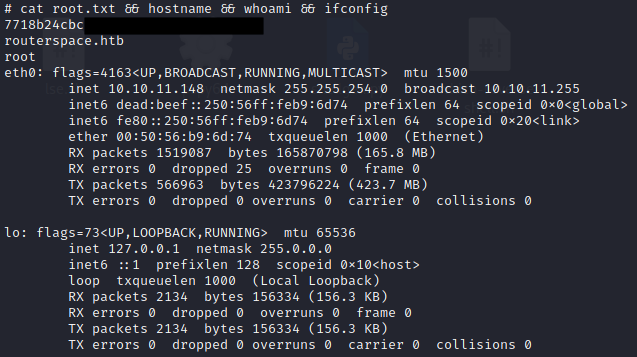 # cat root.txt && hostname && whoami && ifconfig
7718b24cbc
routerspace.htb
root
eth0: flags=4163<UP,BROADCAST,RUNNING,MULTICAST>  mtu 1500
        inet 10.10.11.148  netmask 255.255.254.0  broadcast 10.10.11.255
        inet6 dead:beef::250:56ff:feb9:6d74  prefixlen 64  scopeid 0×0<global>
        inet6 fe80::250:56ff:feb9:6d74  prefixlen 64  scopeid 0×20<link>
        ether 00:50:56:b9:6d:74  txqueuelen 1000  (Ethernet)
        RX packets 1519087  bytes 165870798 (165.8 MB)
        RX errors 0  dropped 25  overruns 0  frame 0
        TX packets 566963  bytes 423796224 (423.7 MB)
        TX errors 0  dropped 0 overruns 0  carrier 0  collisions 0
lo: flags=73<UP,LOOPBACK,RUNNING>  mtu 65536
        inet 127.0.0.1  netmask 255.0.0.0
        inet6 ::1  prefixlen 128  scopeid 0×10<host>
        loop  txqueuelen 1000  (Local Loopback)
        RX packets 2134  bytes 156334 (156.3 KB)
        RX errors 0  dropped 0  overruns 0  frame 0
        TX packets 2134  bytes 156334 (156.3 KB)
        TX errors 0  dropped 0 overruns 0  carrier 0  collisions 0